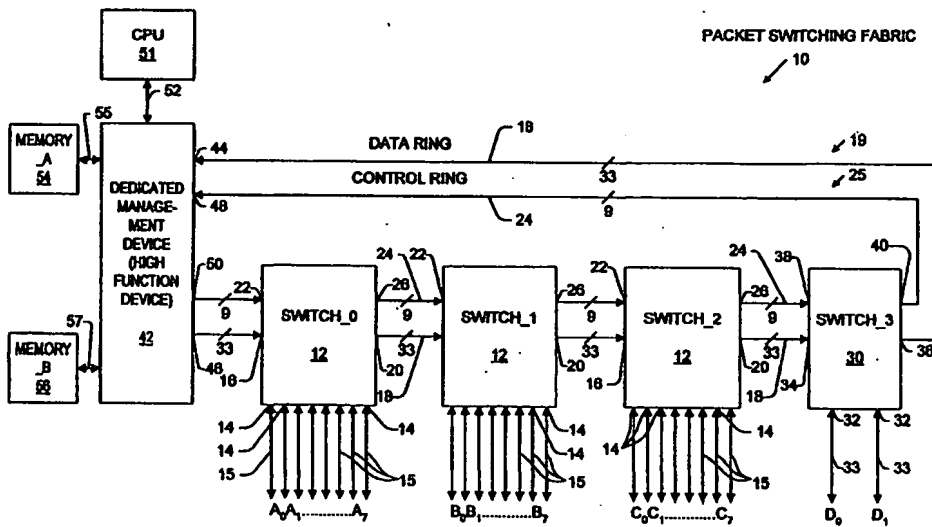 CPU
51
PACKET SWITCHING FABRIC
10
52
55
MEMORY
_A
54
44
DATA RING
18
33
19
CONTROL RING
25
48
24
9
DEDICATED
MANAGE-
MENT
DEVICE
(HIGH
FUNCTION
DEVICE)
42
50
9
33
46
57
MEMORY
_B
56
22
16
SWITCH_0
12
26
20
24
9
33
18
22
SWITCH_1
12
26
20
9
33
22
16
SWITCH_2
12
26
20
24
9
33
18
38
34
SWITCH_3
30
40
36
14
14
15
14
15
14
14
15
14
14
15
32
32
33
33
A0A1............A7
B0B1............B7
C0C1............C7
D0
D1